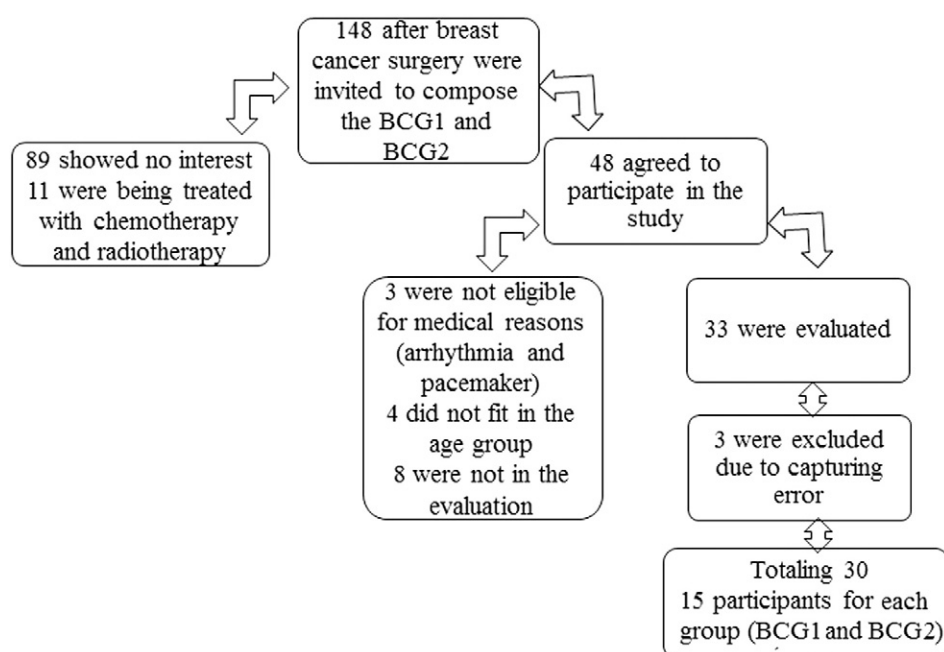 148 after breast
cancer surgery were
invited to compose
the BCG1 and
BCG2
89 showed no interest
11 were being treated
with chemotherapy
and radiotherapy
48 agreed to
participate in the
study
3 were not eligible
for medical reasons
(arrhythmia and
pacemaker)
4 did not fit in the
age group
8 were not in the
evaluation
33 were evaluated
3 were excluded
due to capturing
error
Totaling 30
15 participants for each
group (BCG1 and BCG2)